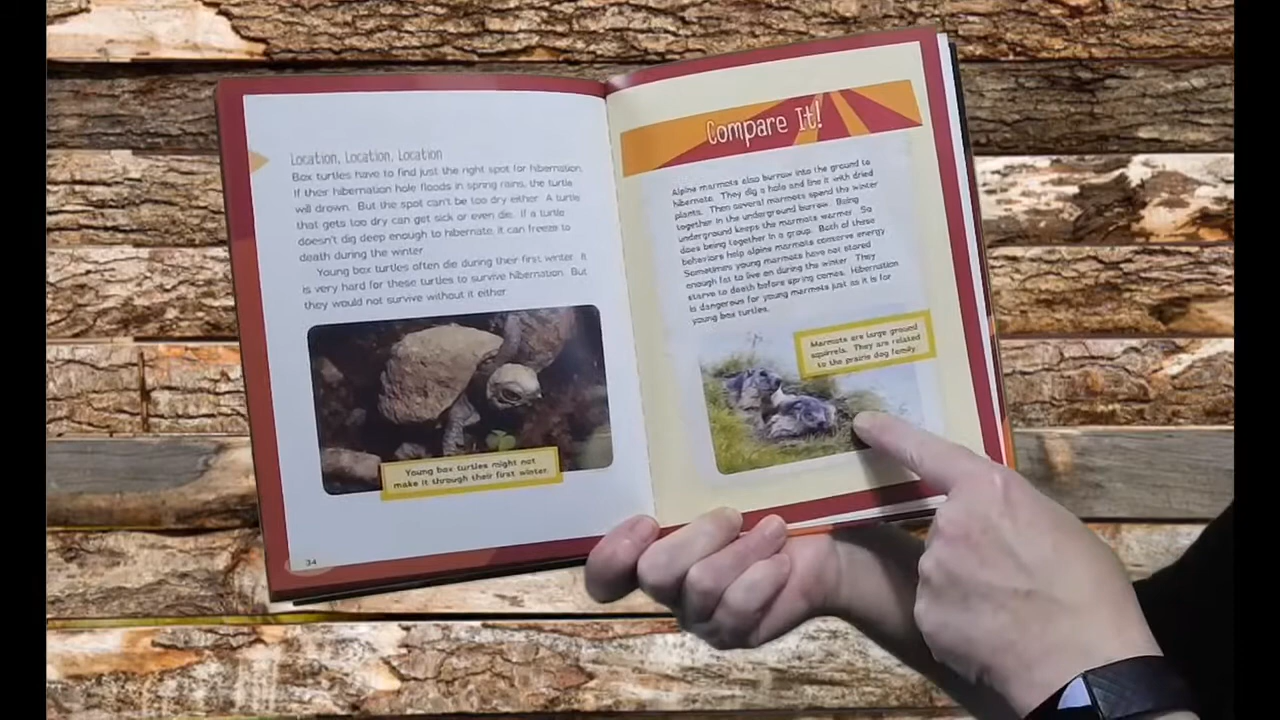 Location, Location, Location
Box turtles have to find just the right spot for hibernation.
If their hibernation hole floods in spring rains, the turtle
will drown. But the spot can't be too dry either. A turtle
that gets too dry can get sick or even die. If a turtle
doesn't dig deep enough to hibernate, it can freeze to
death during the winter.
Young box turtles often die during their first winter. It
is very hard for these turtles to survive hibernation. But
they would not survive without it either.
Young box turtles might not
make it through their first winter.
34
Compare It!
Alpine marmots also burrow into the ground to
hibernate. They dig a hole and line it with dried
plants. Then several marmots spend the winter
together in the underground burrow. Being
underground keeps the marmots warmer. So
does being together in a group. Both of these
behaviors help alpine marmots conserve energy.
Sometimes young marmots have not stored
enough fat to live on during the winter. They
starve to death before spring comes. Hibernation
is dangerous for young marmots just as it is for
young box turtles.
Marmots are large ground
squirrels. They are related
to the prairie dog family.